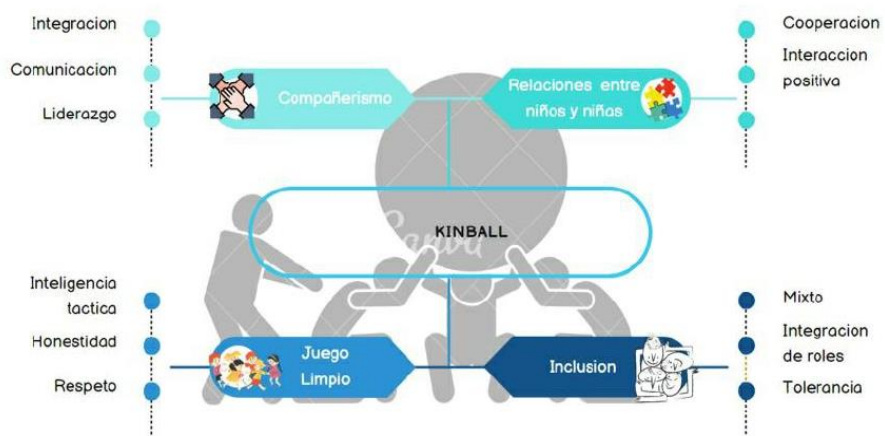 Integracion
Comunicacion
Liderazgo
Compañerismo
Relaciones entre
niños y niñas
Cooperacion
Interaccion
positiva
KINBALL
Canva
Inteligencia
tactica
Honestidad
Respeto
Juego
Limpio
Inclusion
Mixto
Integracion
de roles
Tolerancia